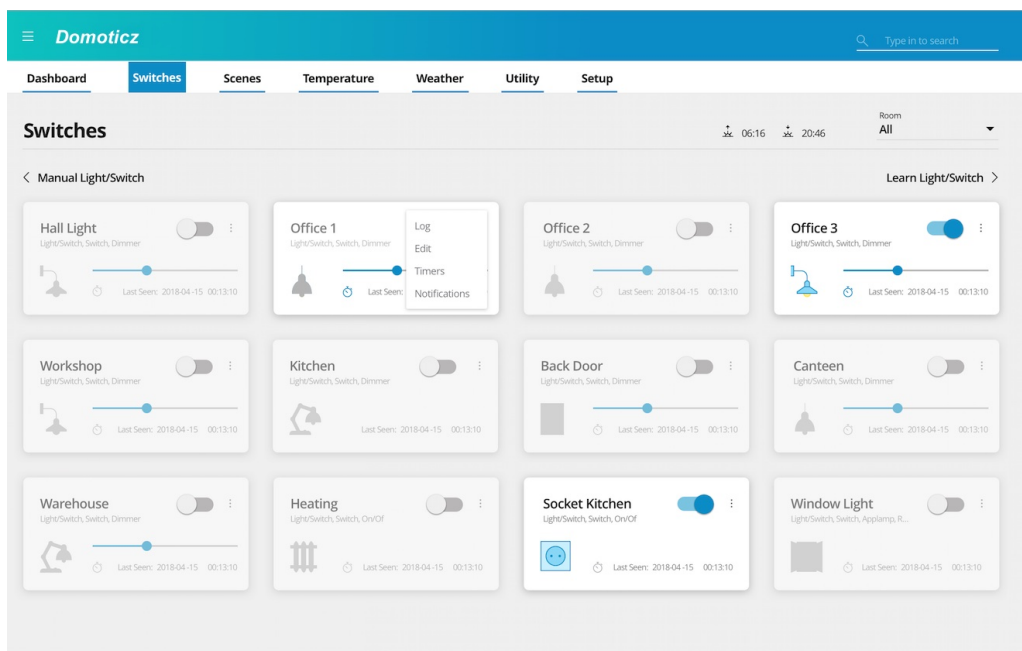 Domoticz
Type in to search
Dashboard Switches Scenes Temperature Weather Utility Setup
Switches
06:16 20:46
Room
All
Manual Light/Switch
Learn Light/Switch
Hall Light
Light/Switch, Switch, Dimmer
Last Seen: 2018-04-15 00:13:10
Office 1
Light/Switch, Switch, Dimmer
Last Seen:
Log
Edit
Timers
Notifications
Office 2
Light/Switch, Switch, Dimmer
Last Seen: 2018-04-15 00:13:10
Office 3
Light/Switch, Switch, Dimmer
Last Seen: 2018-04-15 00:13:10
Workshop
Light/Switch, Switch, Dimmer
Last Seen: 2018-04-15 00:13:10
Kitchen
Light/Switch, Switch, Dimmer
Last Seen: 2018-04-15 00:13:10
Back Door
Light/Switch, Switch, Dimmer
Last Seen: 2018-04-15 00:13:10
Canteen
Light/Switch, Switch, Dimmer
Last Seen: 2018-04-15 00:13:10
Warehouse
Light/Switch, Switch, Dimmer
Last Seen: 2018-04-15 00:13:10
Heating
Light/Switch, Switch, On/Of
Last Seen: 2018-04-15 00:13:10
Socket Kitchen
Light/Switch, Switch, On/Of
Last Seen: 2018-04-15 00:13:10
Window Light
Light/Switch, Switch, Applamp, R...
Last Seen: 2018-04-15 00:13:10